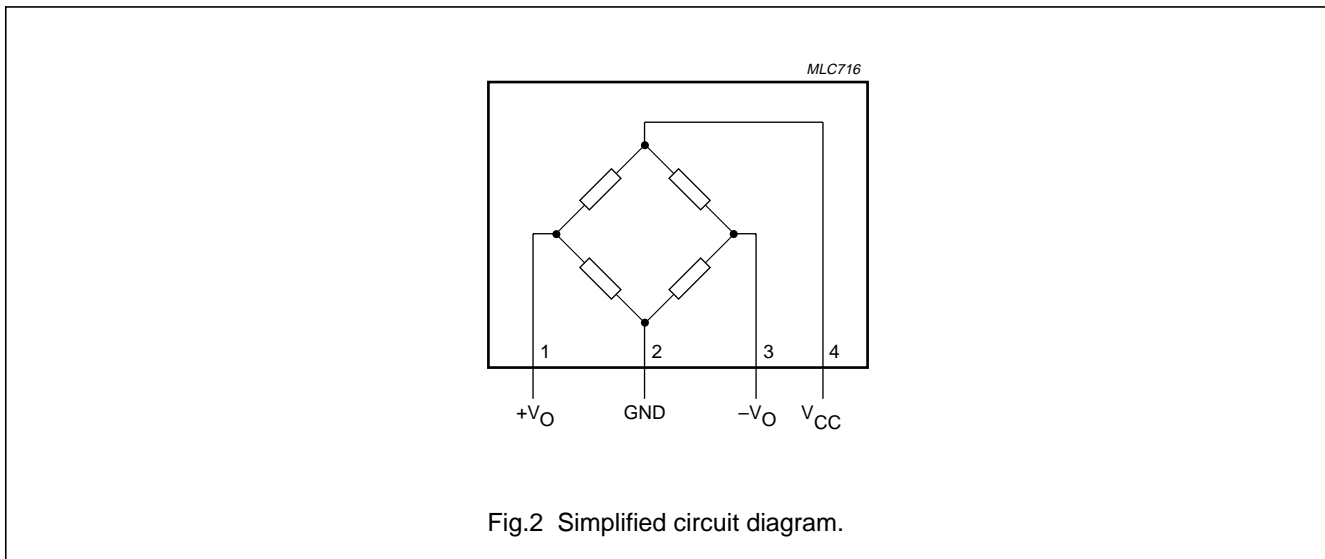 MLC716
1 2 3 4
+VO GND –VO VCC
Fig.2 Simplified circuit diagram.